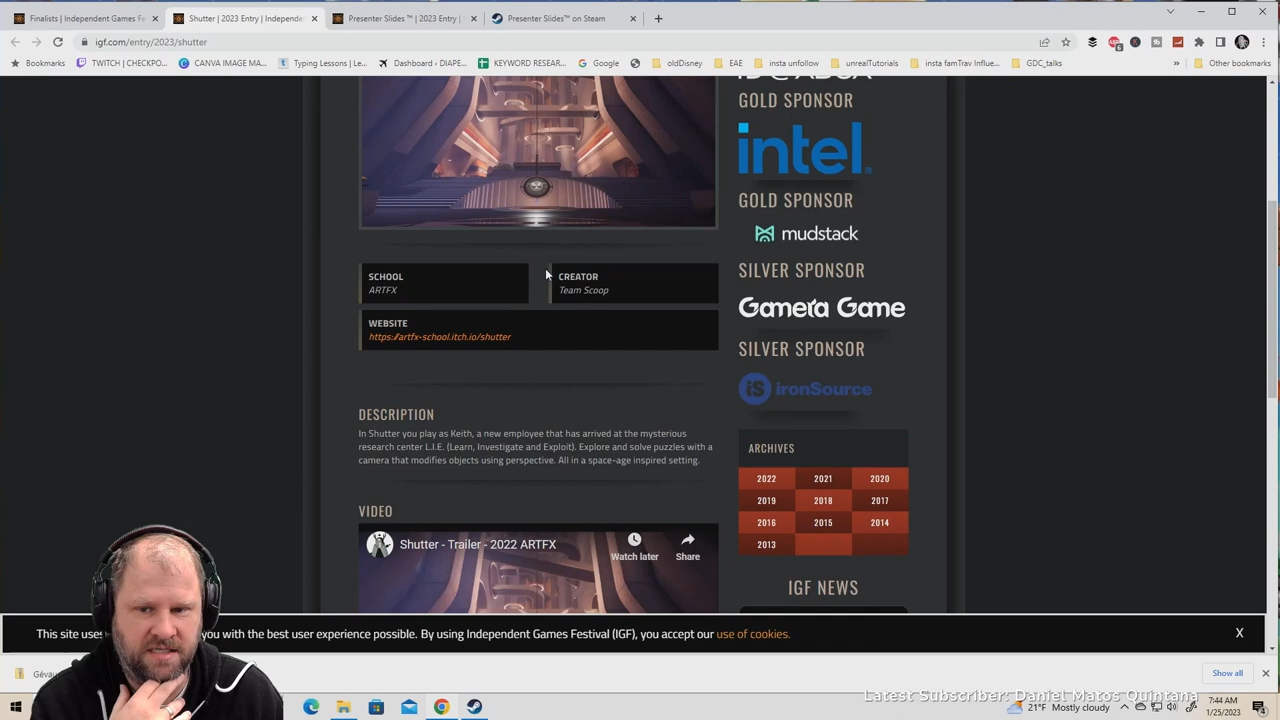 Finalists | Independent Games Fe
Shutter | 2023 Entry | Independe
Presenter Slides ™ | 2023 Entry |
Presenter Slides™ on Steam
igf.com/entry/2023/shutter
Bookmarks
TWITCH | CHECKPO...
CANVA IMAGE MA...
Typing Lessons | Le...
Dashboard ‹ DIAPE...
KEYWORD RESEAR...
Google
oldDisney
EAE
insta unfollow
unrealTutorials
insta famTrav Influe...
GDC_talks
»
Other bookmarks
GOLD SPONSOR
intel
GOLD SPONSOR
mudstack
SILVER SPONSOR
Gamera Game
SILVER SPONSOR
iS ironSource
SCHOOL
ARTFX
CREATOR
Team Scoop
WEBSITE
https://artfx-school.itch.io/shutter
DESCRIPTION
In Shutter you play as Keith, a new employee that has arrived at the mysterious
research center L.I.E. (Learn, Investigate and Exploit). Explore and solve puzzles with a
camera that modifies objects using perspective. All in a space-age inspired setting.
VIDEO
Shutter - Trailer - 2022 ARTFX
Watch later
Share
ARCHIVES
2022 2021 2020
2019 2018 2017
2016 2015 2014
2013
IGF NEWS
This site uses you with the best user experience possible. By using Independent Games Festival (IGF), you accept our use of cookies.
X
Gévau
Show all
Latest Subscriber: Daniel Matos Quintana
21°F Mostly cloudy
7:44 AM
1/25/2023
4